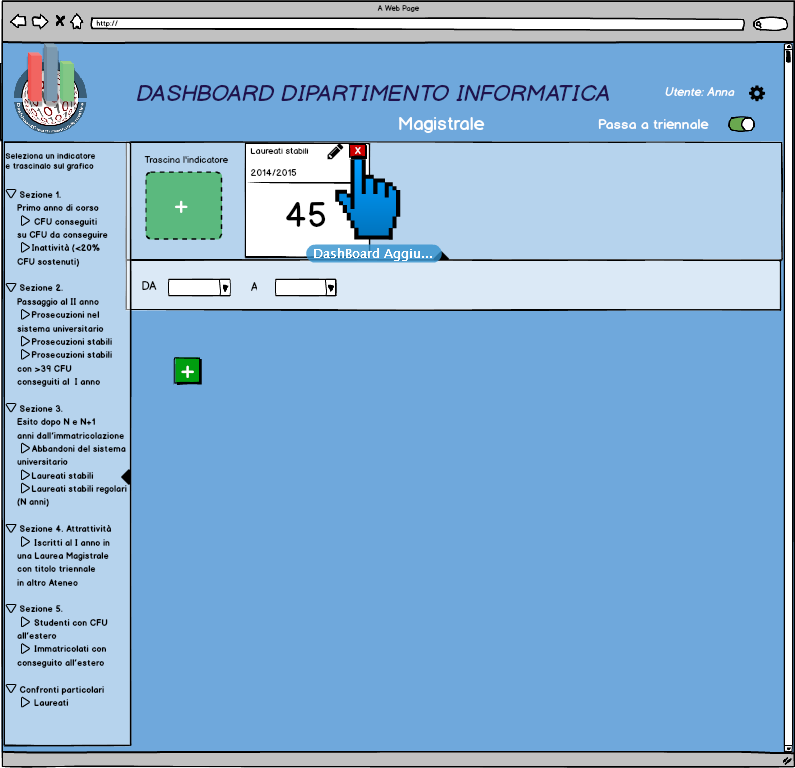 A Web Page
http://
DASHBOARD DIPARTIMENTO INFORMATICA
Utente: Anna
Magistrale
Passa a triennale
Seleziona un indicatore
e trascinalo sul grafico
Sezione 1.
Primo anno di corso
CFU conseguiti
su CFU da conseguire
Inattività (<20%
CFU sostenuti)
Sezione 2.
Passaggio al II anno
Prosecuzioni nel
sistema universitario
Prosecuzioni stabili
Prosecuzioni stabili
con >39 CFU
conseguiti al I anno
Sezione 3.
Esito dopo N e N+1
anni dall'immatricolazione
Abbandoni del sistema
universitario
Laureati stabili
Laureati stabili regolari
(N anni)
Sezione 4. Attrattività
Iscritti al I anno in
una Laurea Magistrale
con titolo triennale
in altro Ateneo
Sezione 5.
Studenti con CFU
all'estero
Immatricolati con
conseguito all'estero
Confronti particolari
Laureati
Trascina l'indicatore
+
Laureati stabili
X
2014/2015
45
DashBoard Aggiu...
DA
A
+